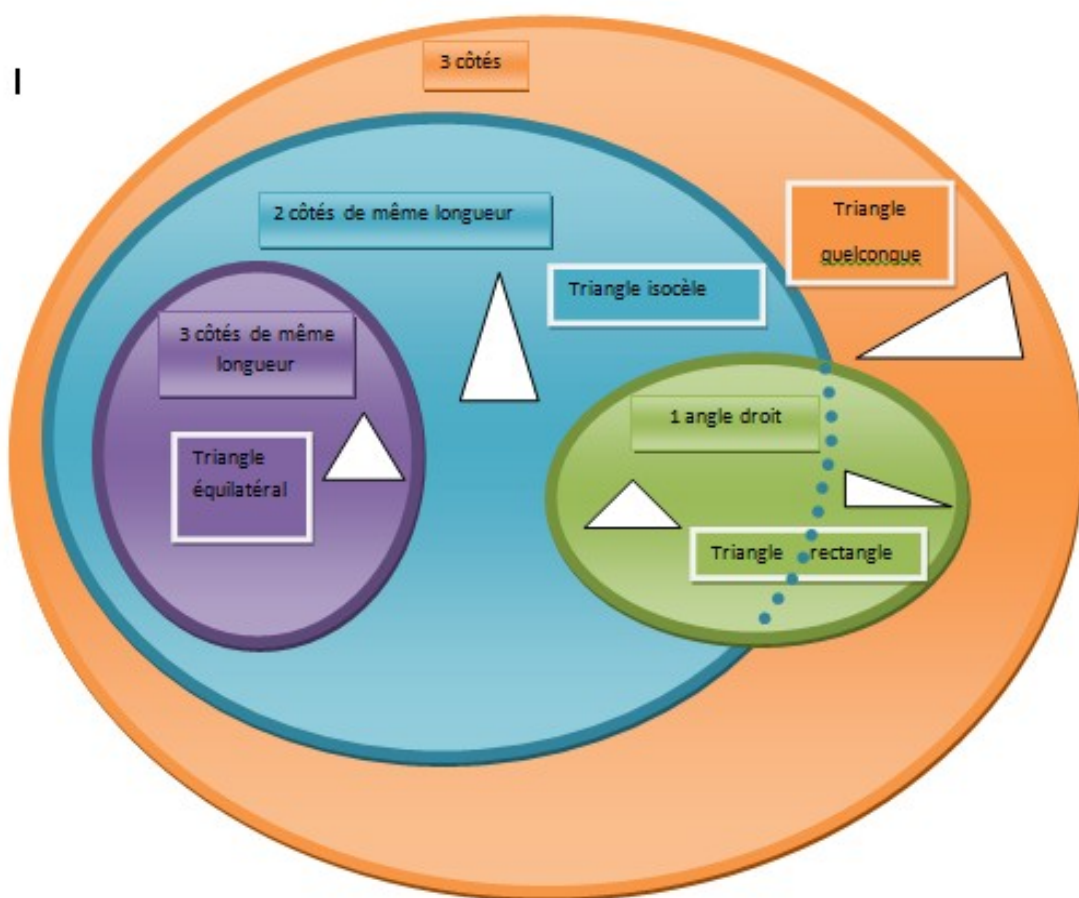 3 côtés
I
2 côtés de même longueur
Triangle
quelconque
Triangle isocèle
3 côtés de même
longueur
1 angle droit
Triangle
équilatéral
Triangle rectangle